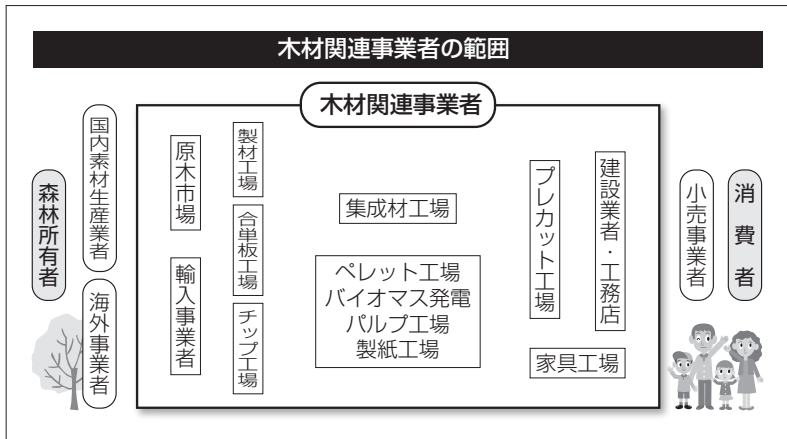 木材関連事業者の範囲
木材関連事業者
森林所有者
国内素材生産業者
海外事業者
原木市場
輸入事業者
製材工場
合単板工場
チップ工場
集成材工場
ペレット工場
バイオマス発電
パルプ工場
製紙工場
プレカット工場
建設業者・工務店
家具工場
小売事業者
消費者